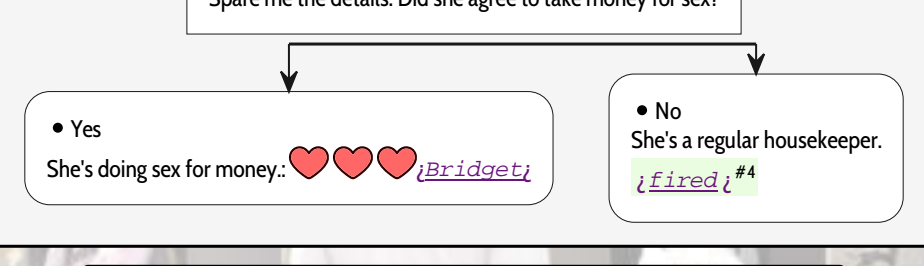 Spare me the details. Did she agree to take money for sex?
• Yes
She's doing sex for money.: ¿Bridget¿
• No
She's a regular housekeeper.
¿fired¿ #4